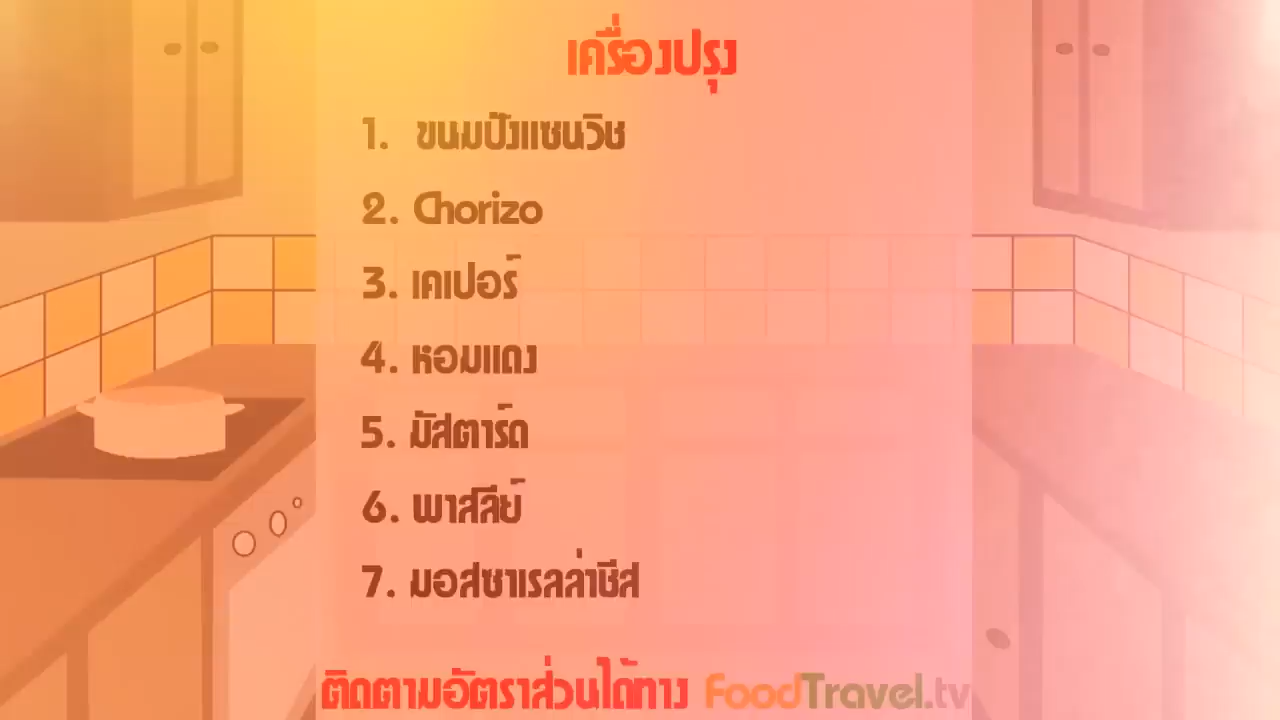 เครื่องปรุง
1. ขนมปังแซนวิช
2. Chorizo
3. เคเปอร์
4. หอมแดง
5. มัสตาร์ด
6. พาสลีย์
7. มอสซาเรลล่าชีส
ติดตามอัตราส่วนได้ทาง FoodTravel.tv